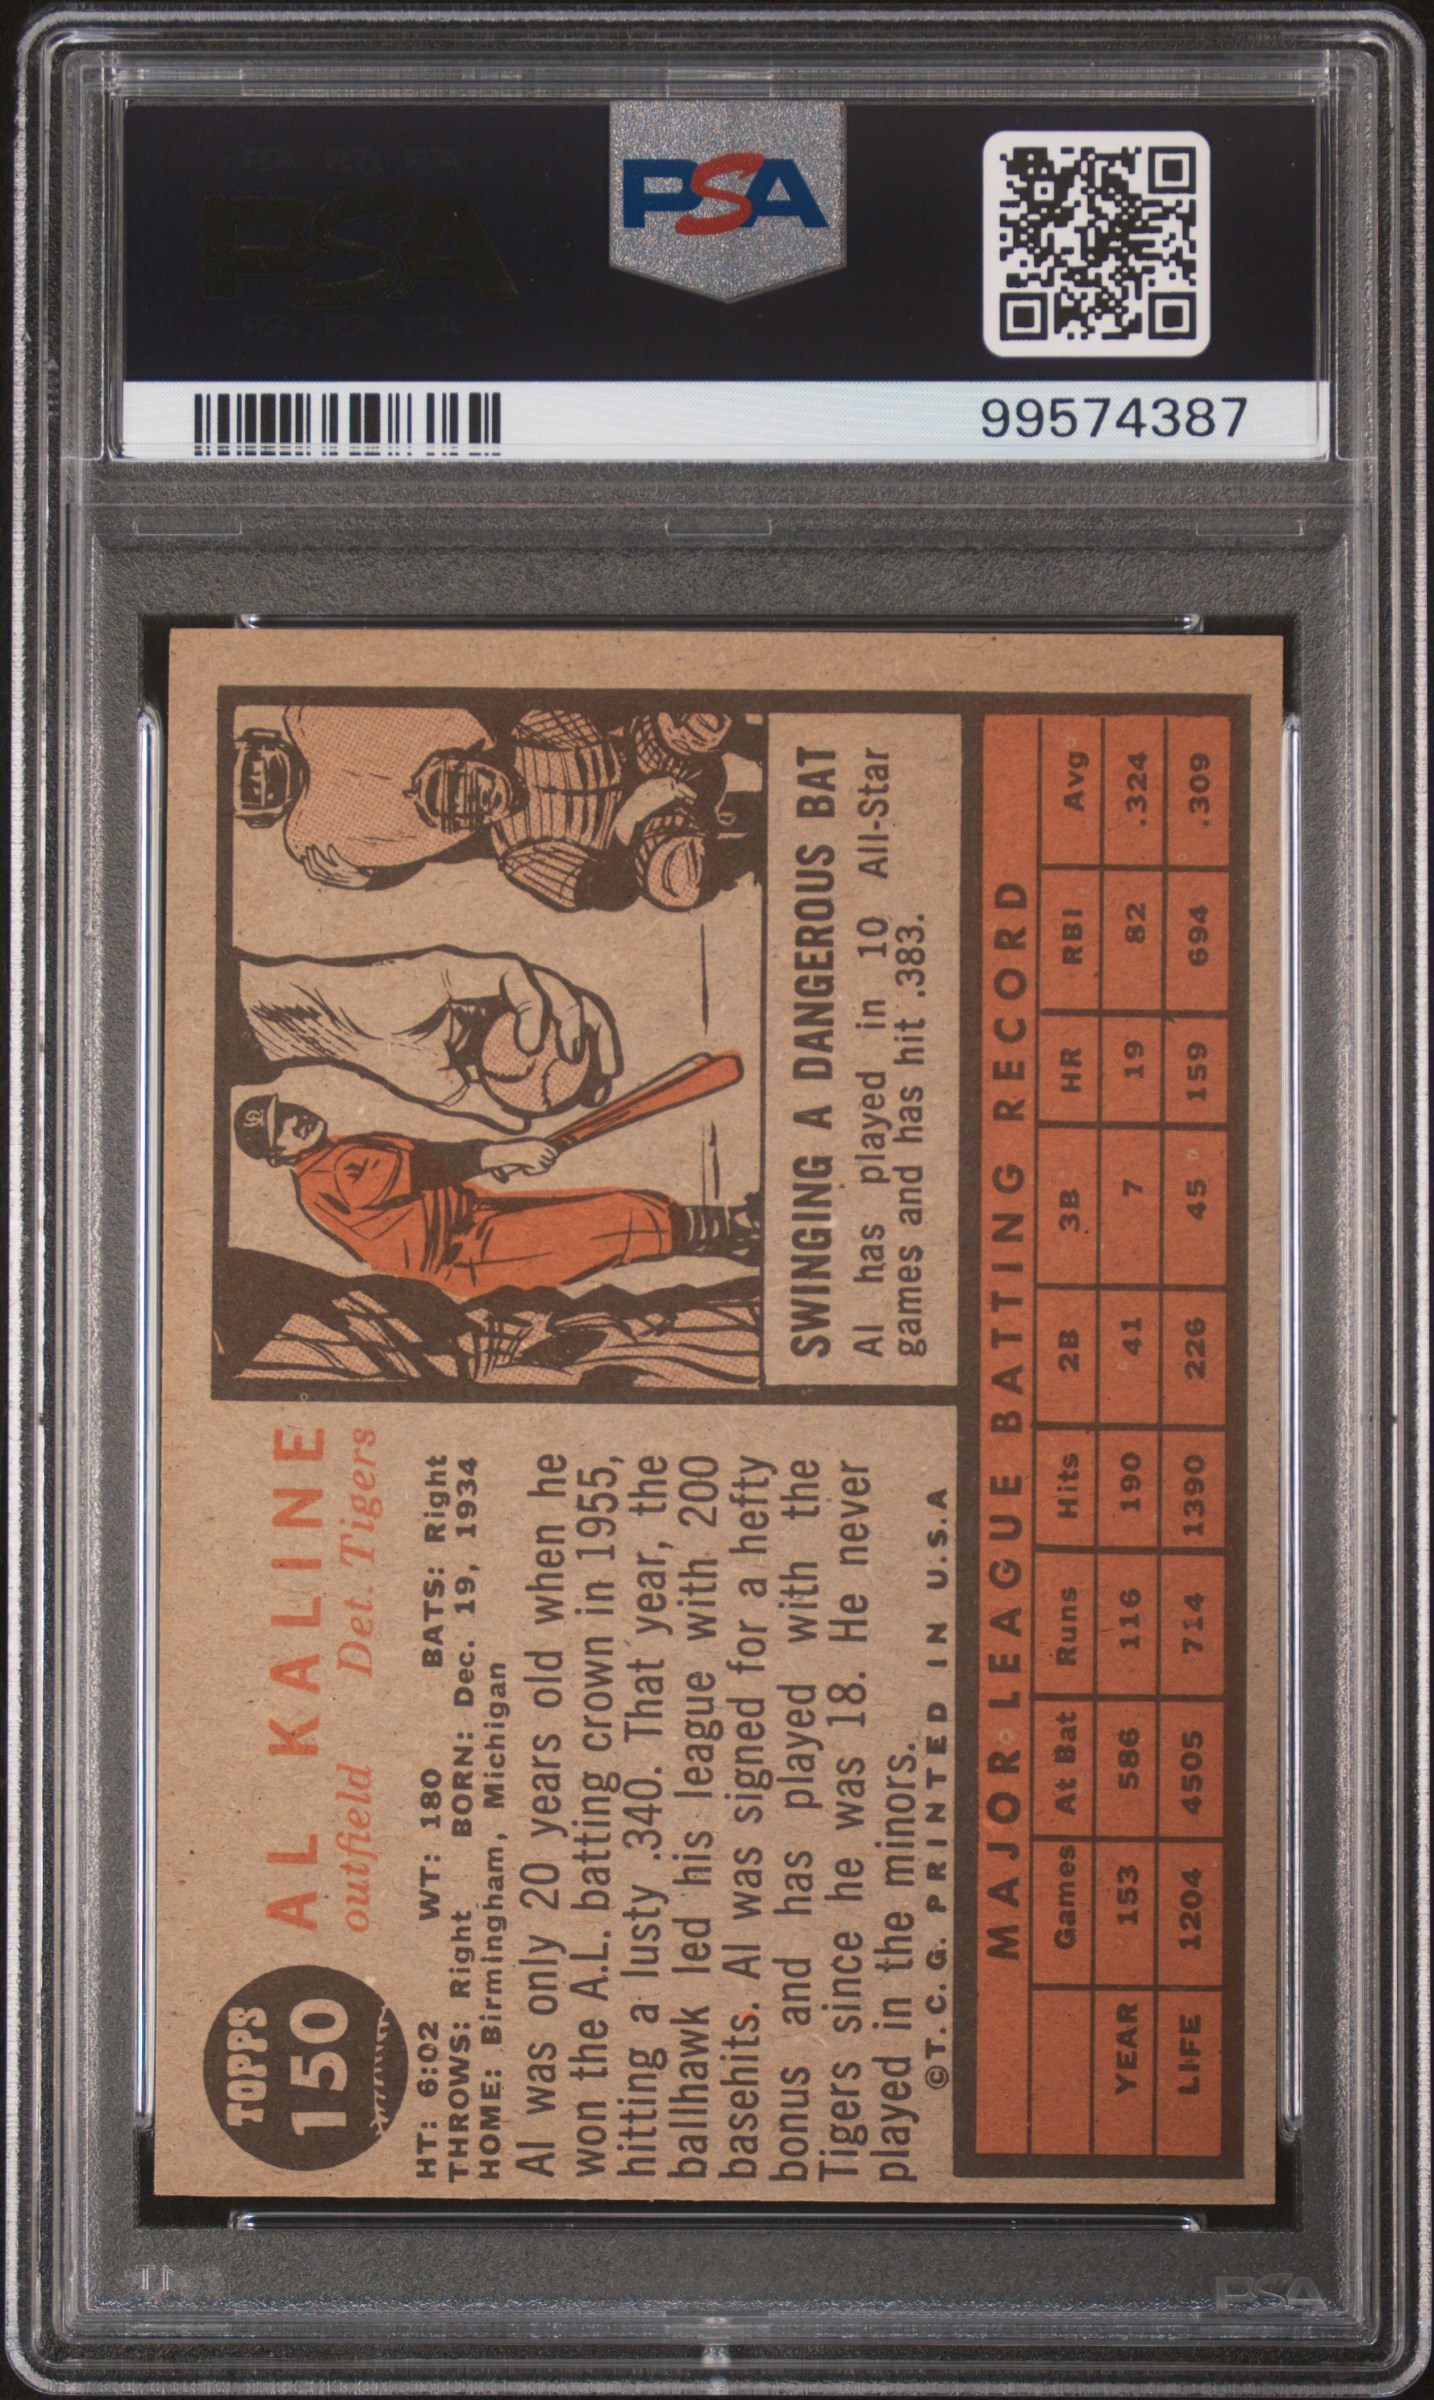 PSA
PSA
99574387
TOPPS
150
AL KALINE
outfield Det. Tigers
HT: 6:02 WT: 180 BATS: Right
THROWS: Right BORN: Dec. 19, 1934
HOME: Birmingham, Michigan
Al was only 20 years old when he
won the A.L. batting crown in 1955,
hitting a lusty .340. That year, the
ballhawk led his league with 200
basehits. Al was signed for a hefty
bonus and has played with the
Tigers since he was 18. He never
played in the minors.
©T.C.G. PRINTED IN U.S.A
SWINGING A DANGEROUS BAT
Al has played in 10 All-Star
games and has hit .383.
MAJOR LEAGUE BATTING RECORD
Games At Bat Runs Hits 2B 3B HR RBI Avg
YEAR 153 586 116 190 41 7 19 82 .324
LIFE 1204 4505 714 1390 226 45 159 694 .309
PSA